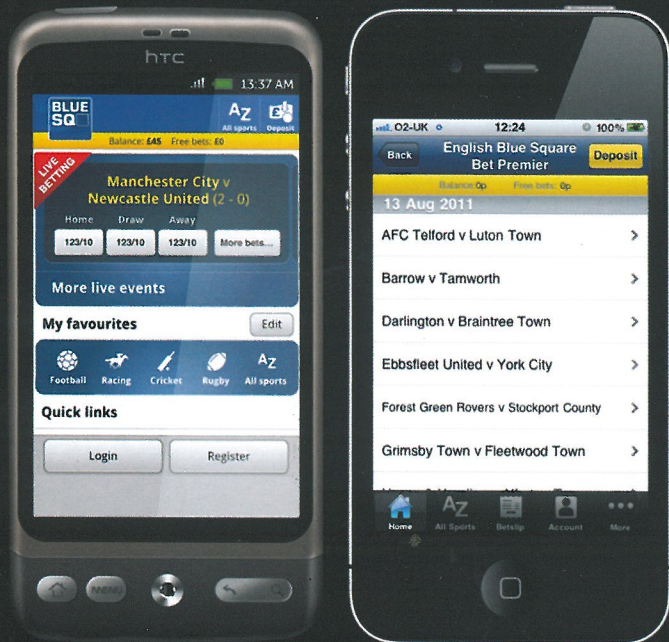 hTC
13:37 AM
BLUE
SQ
AZ
All sports
Deposit
Balance: £45 Free bets: £0
LIVE
BETTING
Manchester City v
Newcastle United (2 - 0)
Home Draw Away
123/10 123/10 123/10 More bets...
More live events
My favourites Edit
Football Racing Cricket Rugby AZ All sports
Quick links
Login Register
MENU
O2-UK 12:24 100%
Back English Blue Square Deposit
Bet Premier
Balance: 0p Free bets: 0p
13 Aug 2011
AFC Telford v Luton Town
Barrow v Tamworth
Darlington v Braintree Town
Ebbsfleet United v York City
Forest Green Rovers v Stockport County
Grimsby Town v Fleetwood Town
AZ
Home All Sports Betslip Account More